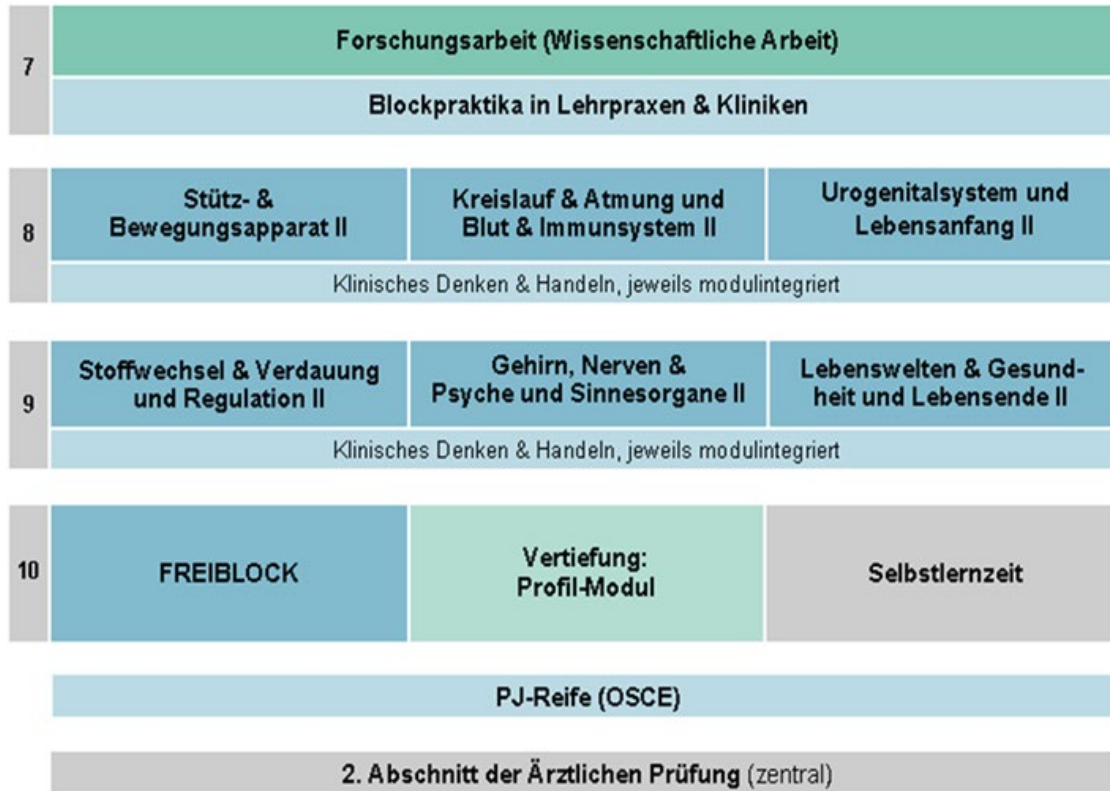 7
Forschungsarbeit (Wissenschaftliche Arbeit)
Blockpraktika in Lehrpraxen & Kliniken
8
Stütz- &
Bewegungsapparat II
Kreislauf & Atmung und
Blut & Immunsystem II
Urogenitalsystem und
Lebensanfang II
Klinisches Denken & Handeln, jeweils modulintegriert
9
Stoffwechsel & Verdauung
und Regulation II
Gehirn, Nerven &
Psyche und Sinnesorgane II
Lebenswelten & Gesund-
heit und Lebensende II
Klinisches Denken & Handeln, jeweils modulintegriert
10
FREIBLOCK
Vertiefung:
Profil-Modul
Selbstlernzeit
PJ-Reife (OSCE)
2. Abschnitt der Ärztlichen Prüfung (zentral)